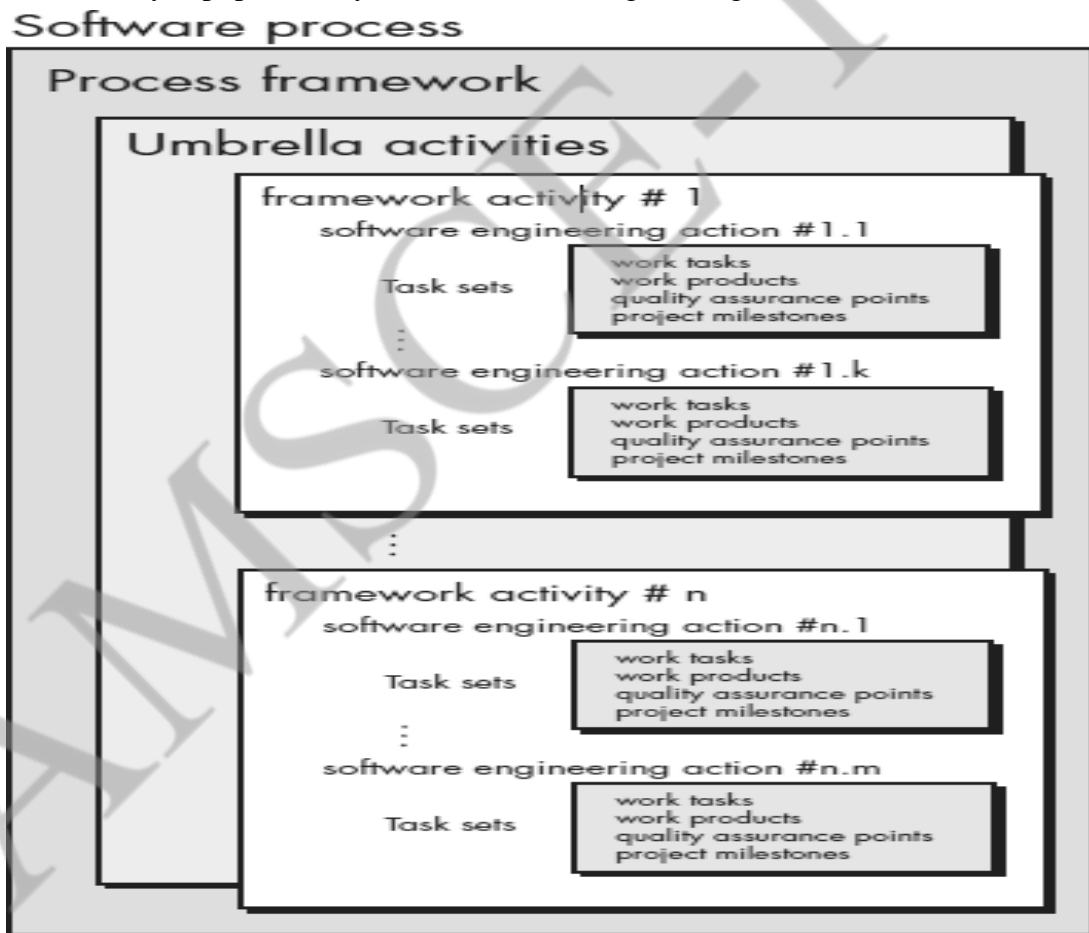 Software process
Process framework
Umbrella activities
framework activity # 1
software engineering action #1.1
Task sets
work tasks
work products
quality assurance points
project milestones
⋮
software engineering action #1.k
Task sets
work tasks
work products
quality assurance points
project milestones
⋮
framework activity # n
software engineering action #n.1
Task sets
work tasks
work products
quality assurance points
project milestones
⋮
software engineering action #n.m
Task sets
work tasks
work products
quality assurance points
project milestones
AMSCE-